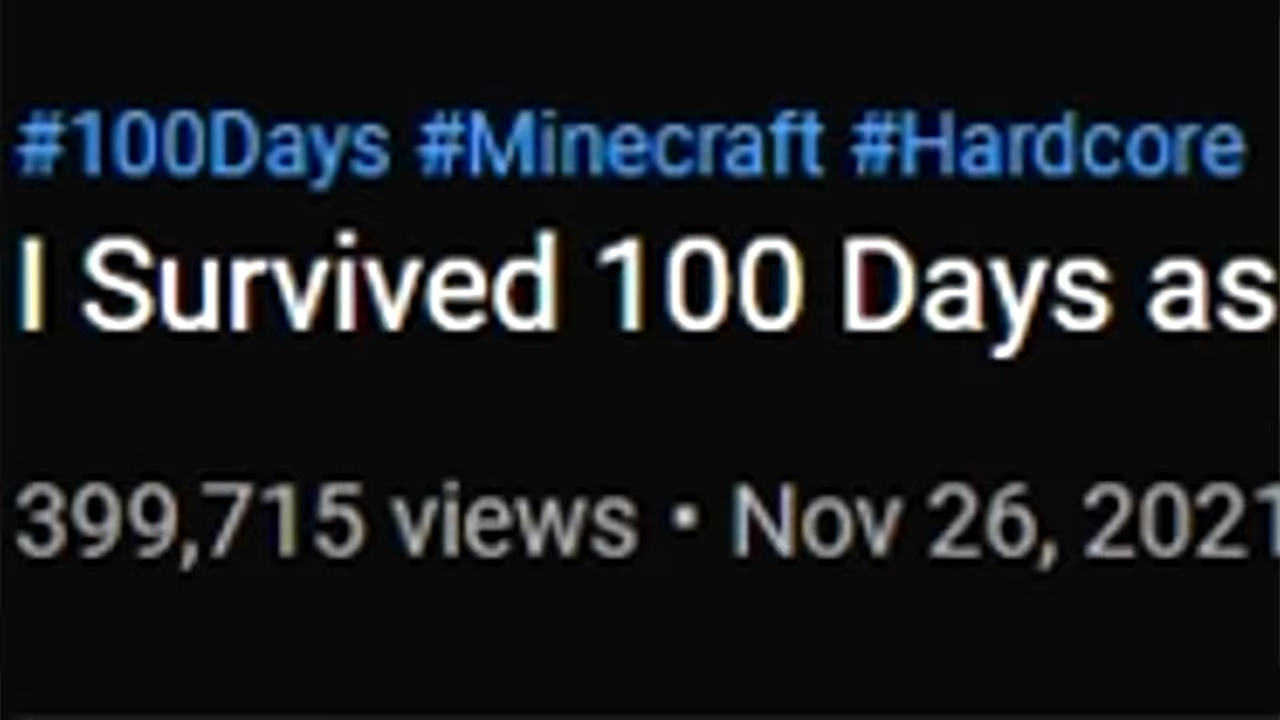 #100Days #Minecraft #Hardcore
I Survived 100 Days as
399,715 views • Nov 26, 2021